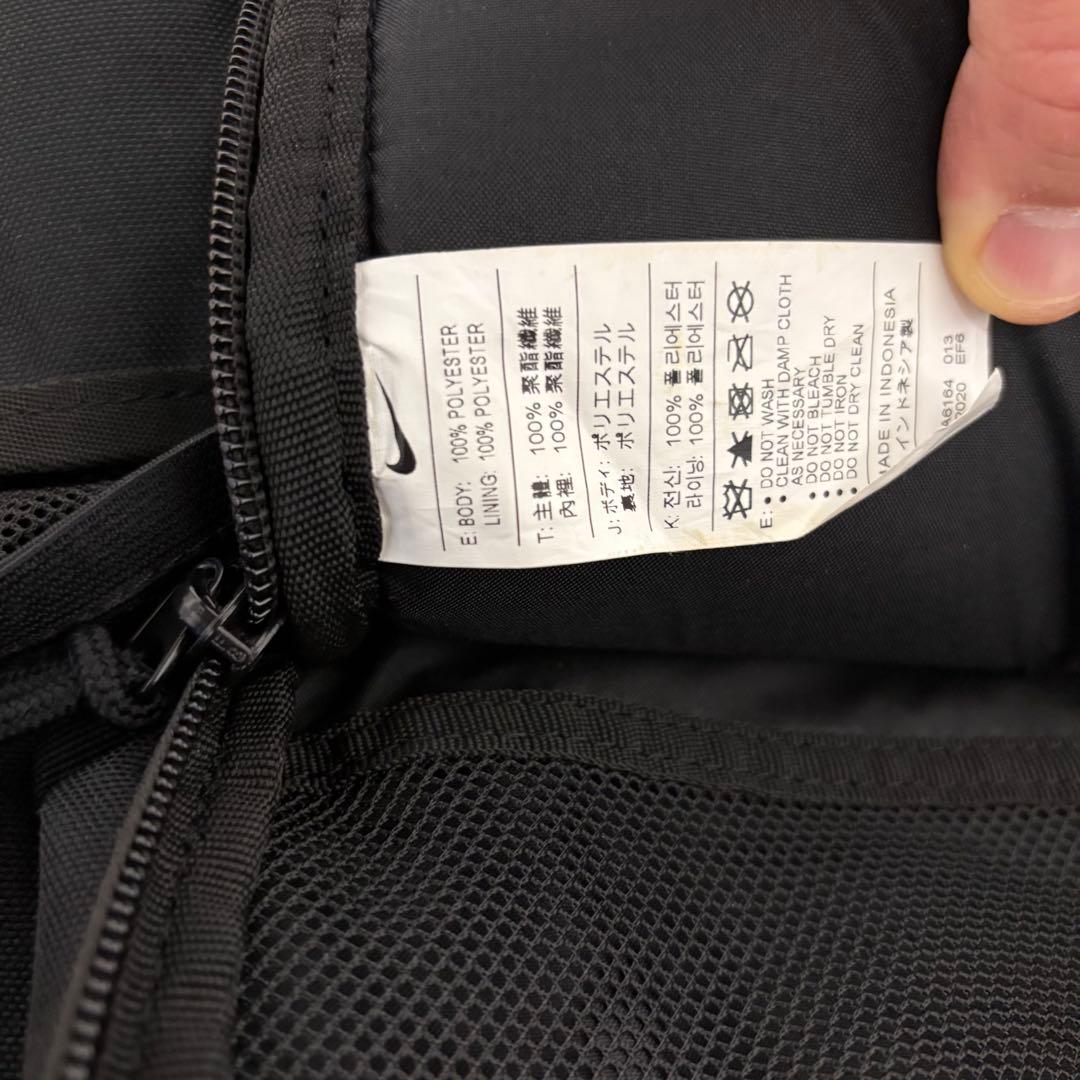 E: BODY: 100% POLYESTER
LINING: 100% POLYESTER
T: 主體: 100% 聚酯纖維
內裡: 100% 聚酯纖維
J: ボディ: ポリエステル
裏地: ポリエステル
K: 전신: 100% 폴리에스터
라이닝: 100% 폴리에스터
E: • DO NOT WASH
• CLEAN WITH DAMP CLOTH
AS NECESSARY
• DO NOT BLEACH
• DO NOT TUMBLE DRY
• DO NOT IRON
• DO NOT DRY CLEAN
MADE IN INDONESIA
インドネシア製
A6164 013
2020 EF6